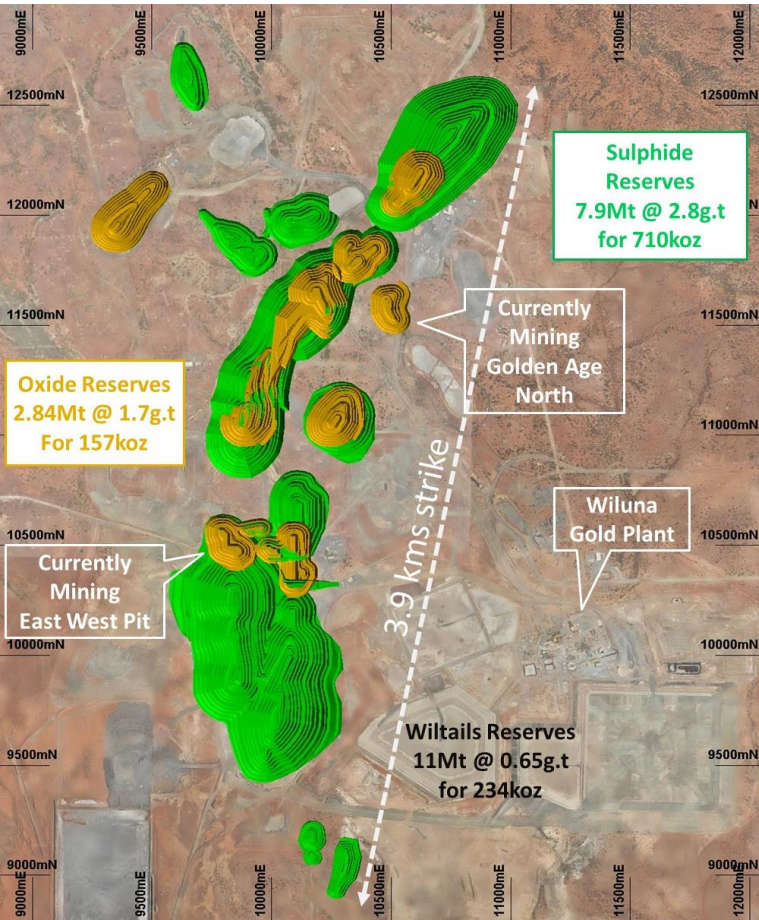 9000mE
9500mE
10000mE
10500mE
11000mE
11500mE
12000mE
12500mN
12500mN
Sulphide
Reserves
7.9Mt @ 2.8g.t
for 710koz
12000mN
12000mN
11500mN
11500mN
Currently
Mining
Golden Age
North
Oxide Reserves
2.84Mt @ 1.7g.t
For 157koz
11000mN
3.9 kms strike
Wiluna
Gold Plant
10500mN
10500mN
Currently
Mining
East West Pit
10000mN
10000mN
Wiltails Reserves
11Mt @ 0.65g.t
for 234koz
9500mN
9500mN
9000mN
9000mN
9000mE
9500mE
10000mE
10500mE
11000mE
11500mE
12000mE